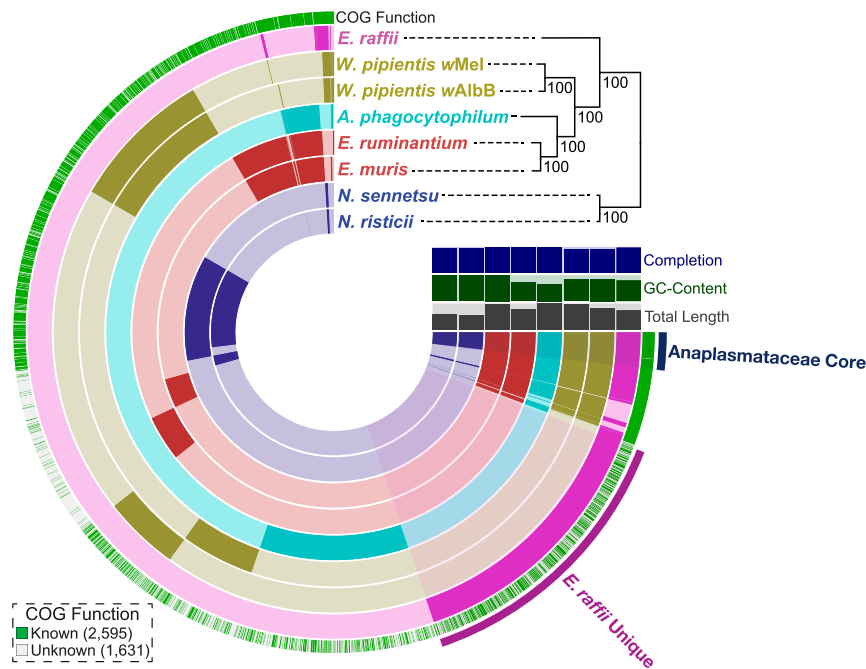 COG Function
E. raffii
W. pipientis wMel
W. pipientis wAlbB
A. phagocytophilum
E. ruminantium
E. muris
N. sennetsu
N. risticii
100
100
100
100
100
100
Completion
GC-Content
Total Length
Anaplasmataceae Core
E. raffii Unique
COG Function
Known (2,595)
Unknown (1,631)